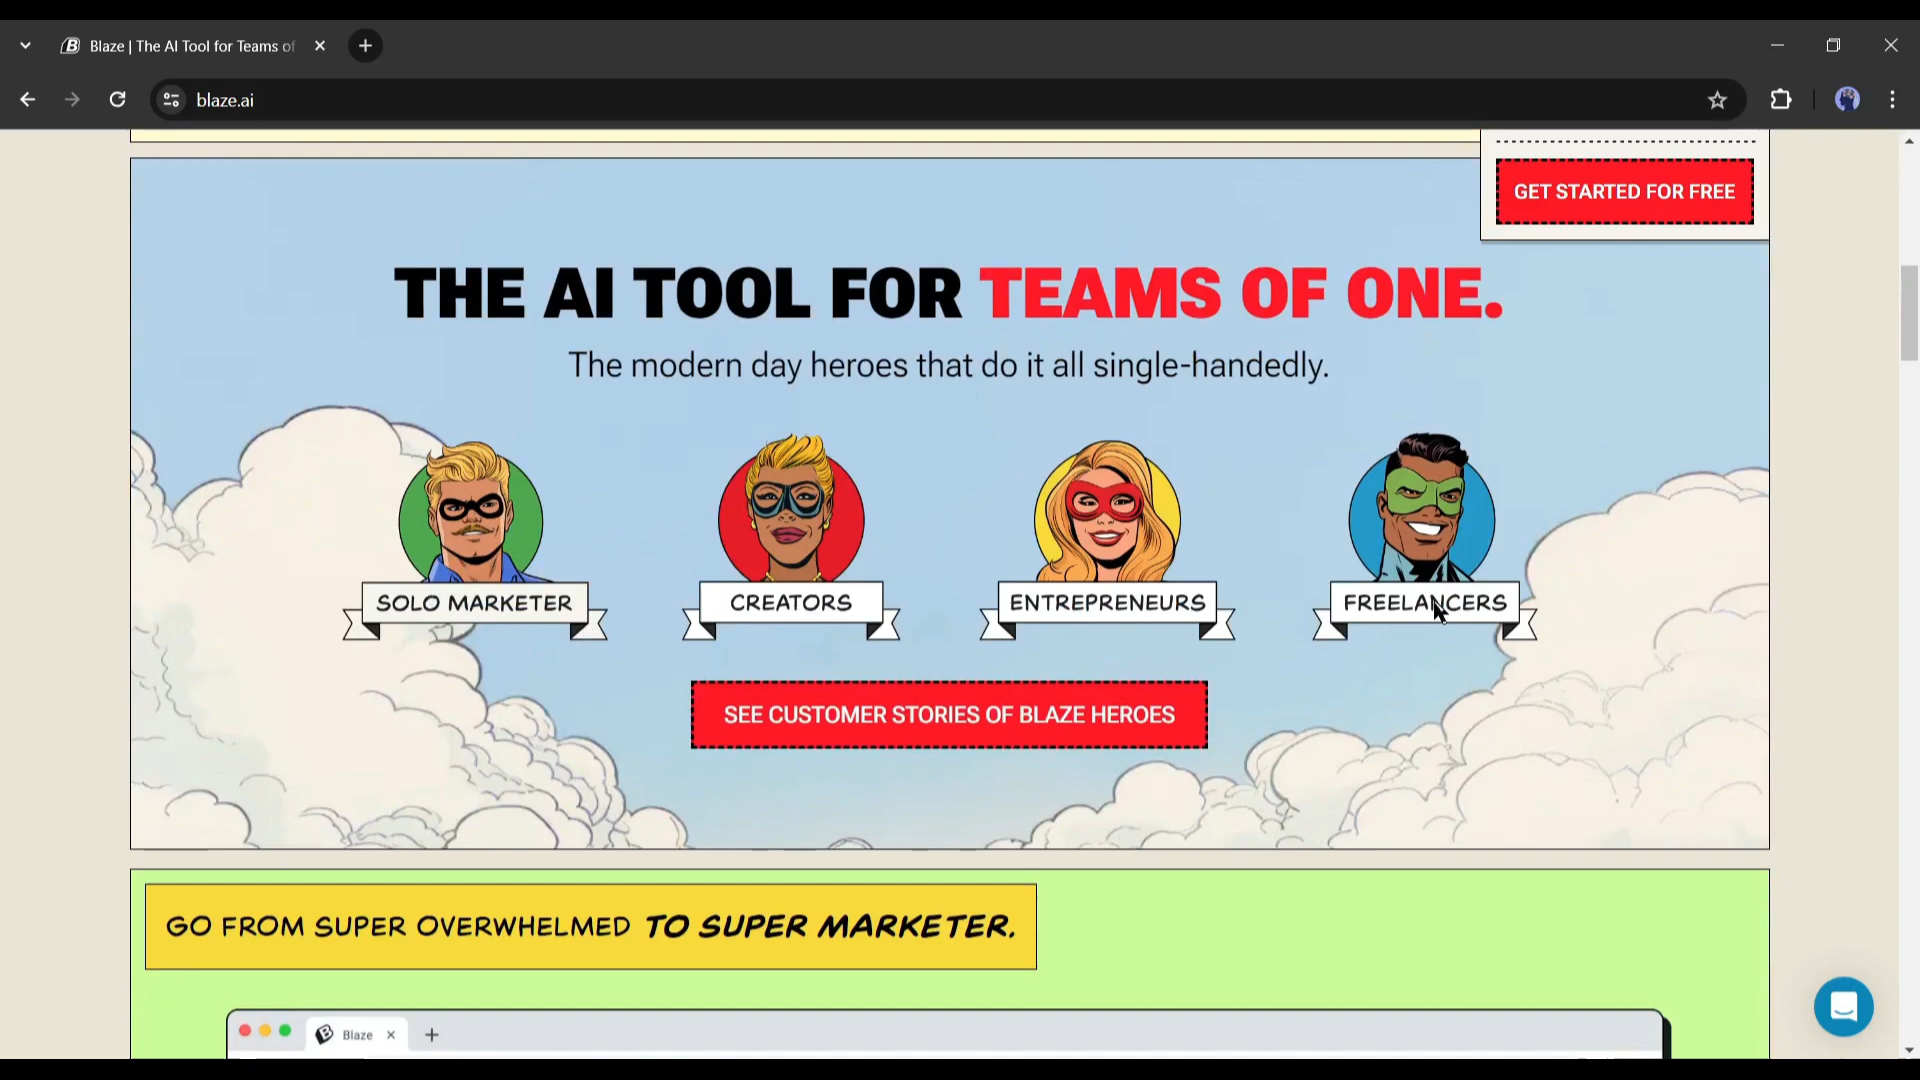 Blaze | The AI Tool for Teams of
blaze.ai
GET STARTED FOR FREE
THE AI TOOL FOR TEAMS OF ONE.
The modern day heroes that do it all single-handedly.
SOLO MARKETER
CREATORS
ENTREPRENEURS
FREELANCERS
SEE CUSTOMER STORIES OF BLAZE HEROES
GO FROM SUPER OVERWHELMED TO SUPER MARKETER.
Blaze